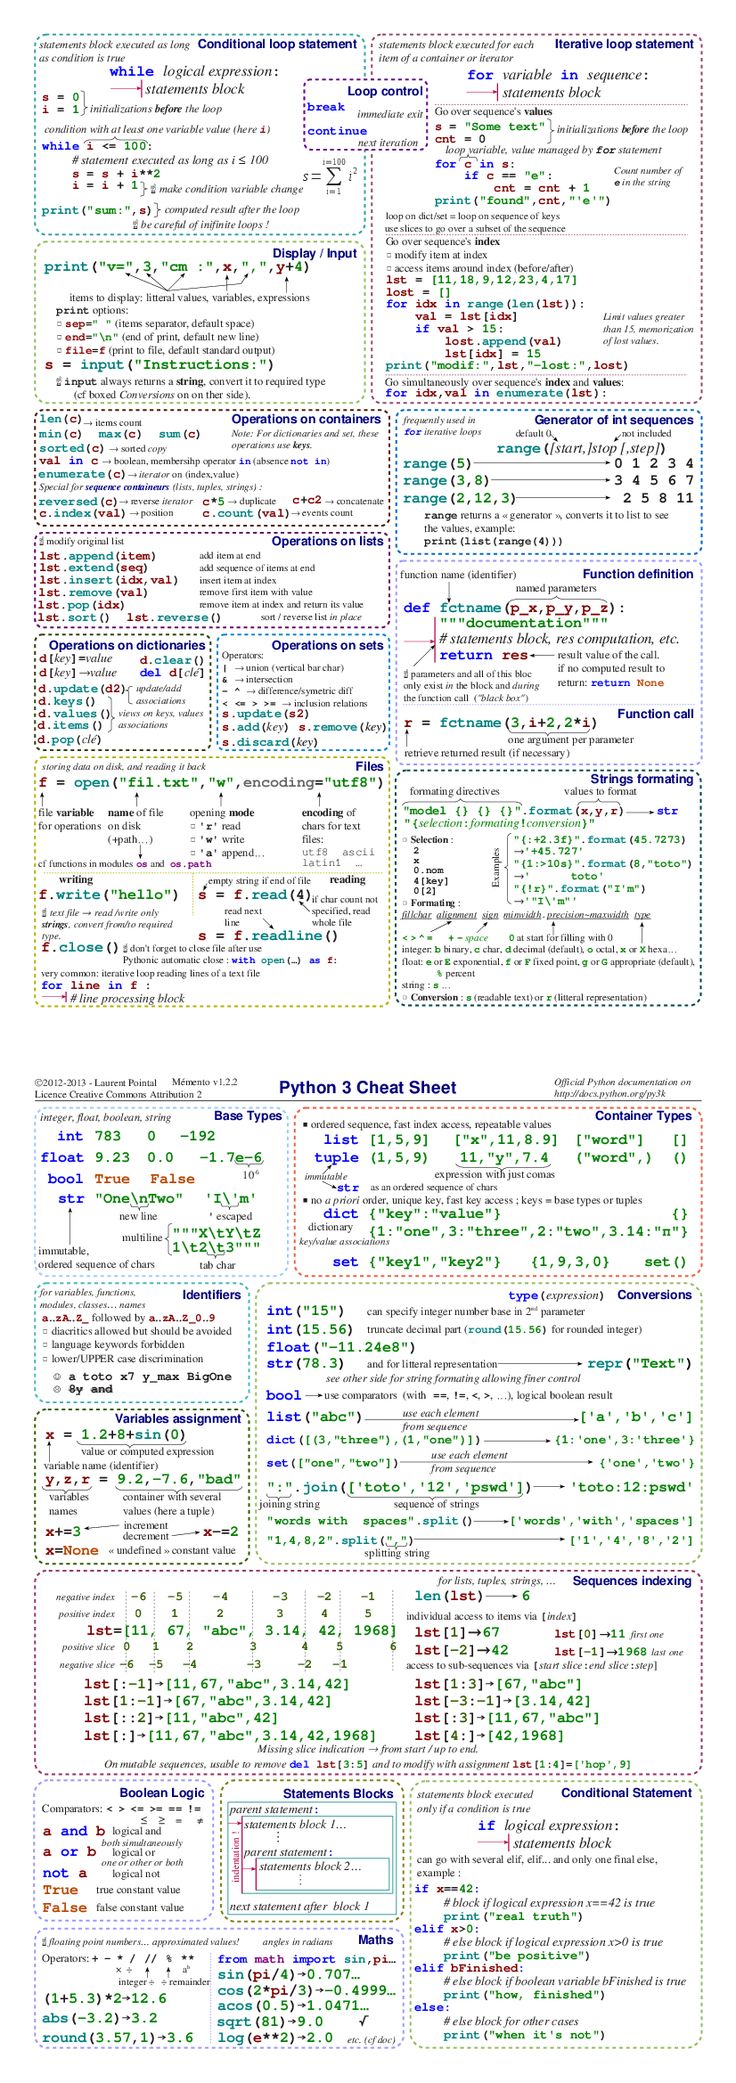 Conditional loop statement
statements block executed as long
as condition is true
while logical expression:
statements block
s = 0
i = 1
initializations before the loop
condition with at least one variable value (here i)
while i <= 100:
# statement executed as long as i ≤ 100
s = s + i**2
i = i + 1
☝ make condition variable change
print("sum:",s)
computed result after the loop
☝ be careful of inifinite loops !
i=100
s = ∑ i²
i=1
Loop control
break
immediate exit
continue
next iteration
Iterative loop statement
statements block executed for each
item of a container or iterator
for variable in sequence:
statements block
Go over sequence's values
s = "Some text"
cnt = 0
initializations before the loop
loop variable, value managed by for statement
for c in s:
if c == "e":
cnt = cnt + 1
print("found",cnt,"'e'")
Count number of
e in the string
loop on dict/set = loop on sequence of keys
use slices to go over a subset of the sequence
Go over sequence's index
□ modify item at index
□ access items around index (before/after)
lst = [11,18,9,12,23,4,17]
lost = []
for idx in range(len(lst)):
val = lst[idx]
if val > 15:
lost.append(val)
lst[idx] = 15
print("modif:",lst,"-lost:",lost)
Limit values greater
than 15, memorization
of lost values.
Go simultaneously over sequence's index and values:
for idx,val in enumerate(lst):
Display / Input
print("v=",3,"cm :",x,",",y+4)
items to display: litteral values, variables, expressions
print options:
□ sep=" " (items separator, default space)
□ end="\n" (end of print, default new line)
□ file=f (print to file, default standard output)
s = input("Instructions:")
☝ input always returns a string, convert it to required type
(cf boxed Conversions on on ther side).
Operations on containers
len(c) → items count
min(c) max(c) sum(c)
Note: For dictionaries and set, these
operations use keys.
sorted(c) → sorted copy
val in c → boolean, membership operator in (absence not in)
enumerate(c) → iterator on (index,value)
Special for sequence containeurs (lists, tuples, strings) :
reversed(c) → reverse iterator c*5 → duplicate c+c2 → concatenate
c.index(val) → position c.count(val) → events count
Generator of int sequences
frequently used in
for iterative loops
default 0
not included
range([start,]stop [,step])
range(5) 0 1 2 3 4
range(3,8) 3 4 5 6 7
range(2,12,3) 2 5 8 11
range returns a « generator », converts it to list to see
the values, example:
print(list(range(4)))
Operations on lists
☝ modify original list
lst.append(item) add item at end
lst.extend(seq) add sequence of items at end
lst.insert(idx,val) insert item at index
lst.remove(val) remove first item with value
lst.pop(idx) remove item at index and return its value
lst.sort() lst.reverse() sort / reverse list in place
Function definition
function name (identifier)
named parameters
def fctname(p_x,p_y,p_z):
"""documentation"""
# statements block, res computation, etc.
return res
result value of the call.
if no computed result to
return: return None
☝ parameters and all of this bloc
only exist in the block and during
the function call ("black box")
Function call
r = fctname(3,i+2,2*i)
one argument per parameter
retrieve returned result (if necessary)
Operations on dictionaries
d[key]=value d.clear()
d[key]→value del d[clé]
d.update(d2) update/add
associations
d.keys()
d.values()
d.items()
views on keys, values
associations
d.pop(clé)
Operations on sets
Operators:
| → union (vertical bar char)
& → intersection
- ^ → différence/symetric diff
< <= > >= → inclusion relations
s.update(s2)
s.add(key) s.remove(key)
s.discard(key)
Files
storing data on disk, and reading it back
f = open("fil.txt","w",encoding="utf8")
file variable
for operations
name of file
on disk
(+path…)
opening mode
□ 'r' read
□ 'w' write
□ 'a' append…
encoding of
chars for text
files:
utf8 ascii
latin1 …
cf functions in modules os and os.path
writing
f.write("hello")
☝ text file → read /write only
strings, convert from/to required
type.
empty string if end of file
reading
s = f.read(4)
if char count not
specified, read
whole file
read next
line
s = f.readline()
f.close() ☝ don't forget to close file after use
Pythonic automatic close : with open(…) as f:
very common: iterative loop reading lines of a text file
for line in f :
# line processing block
Strings formating
formating directives
values to format
"model {} {} {}".format(x,y,r) str
"{selection:formating!conversion}"
□ Selection :
2
x
0.nom
4[key]
0[2]
Examples
"{:+2.3f}".format(45.7273)
→'+45.727'
"{1:>10s}".format(8,"toto")
→' toto'
"{!r}".format("I'm")
→'"I\'m"'
□ Formating :
fillchar alignment sign minwidth.precision~maxwidth type
< > ^ = + - space 0 at start for filling with 0
integer: b binary, c char, d decimal (default), o octal, x or X hexa…
float: e or E exponential, f or F fixed point, g or G appropriate (default),
% percent
string : s …
□ Conversion : s (readable text) or r (litteral representation)
©2012-2013 - Laurent Pointal Mémento v1.2.2
Licence Creative Commons Attribution 2
Python 3 Cheat Sheet
Official Python documentation on
http://docs.python.org/py3k
Base Types
integer, float, boolean, string
int 783 0 -192
float 9.23 0.0 -1.7e-6
10⁻⁶
bool True False
str "One\nTwo" 'I\'m'
new line
' escaped
multiline
"""X\tY\tZ
1\t2\t3"""
immutable,
ordered sequence of chars
tab char
Container Types
■ ordered sequence, fast index access, repeatable values
list [1,5,9] ["x",11,8.9] ["word"] []
tuple (1,5,9) 11,"y",7.4 ("word",) ()
immutable
expression with just comas
str as an ordered sequence of chars
■ no a priori order, unique key, fast key access ; keys = base types or tuples
dict {"key":"value"} {}
dictionary
key/value associations
{1:"one",3:"three",2:"two",3.14:"π"}
set {"key1","key2"} {1,9,3,0} set()
Identifiers
for variables, functions,
modules, classes… names
a..zA..Z_ followed by a..zA..Z_0..9
□ diacritics allowed but should be avoided
□ language keywords forbidden
□ lower/UPPER case discrimination
☺ a toto x7 y_max BigOne
☹ 8y and
Conversions
type(expression)
int("15") can specify integer number base in 2nd parameter
int(15.56) truncate decimal part (round(15.56) for rounded integer)
float("-11.24e8")
str(78.3) and for litteral representation repr("Text")
see other side for string formating allowing finer control
bool → use comparators (with ==, !=, <, >, …), logical boolean result
list("abc") use each element
from sequence ['a','b','c']
dict([(3,"three"),(1,"one")]) {1:'one',3:'three'}
set(["one","two"]) use each element
from sequence {'one','two'}
":".join(['toto','12','pswd']) 'toto:12:pswd'
joining string
sequence of strings
"words with spaces".split() ['words','with','spaces']
"1,4,8,2".split(",") ['1','4','8','2']
splitting string
Variables assignment
x = 1.2+8+sin(0)
value or computed expression
variable name (identifier)
y,z,r = 9.2,-7.6,"bad"
variables
names
container with several
values (here a tuple)
x+=3
increment
decrement
x-=2
x=None « undefined » constant value
Sequences indexing
for lists, tuples, strings, …
negative index -6 -5 -4 -3 -2 -1
positive index 0 1 2 3 4 5
lst=[11, 67, "abc", 3.14, 42, 1968]
positive slice 0 1 2 3 4 5 6
negative slice -6 -5 -4 -3 -2 -1
len(lst) 6
individual access to items via [index]
lst[1]→67 lst[0]→11 first one
lst[-2]→42 lst[-1]→1968 last one
access to sub-sequences via [start slice:end slice:step]
lst[:-1]→[11,67,"abc",3.14,42] lst[1:3]→[67,"abc"]
lst[1:-1]→[67,"abc",3.14,42] lst[-3:-1]→[3.14,42]
lst[::2]→[11,"abc",42] lst[:3]→[11,67,"abc"]
lst[:]→[11,67,"abc",3.14,42,1968] lst[4:]→[42,1968]
Missing slice indication → from start / up to end.
On mutable sequences, usable to remove del lst[3:5] and to modify with assignment lst[1:4]=['hop',9]
Boolean Logic
Comparators: < > <= >= == !=
≤ ≥ = ≠
a and b logical and
both simultaneously
a or b logical or
one or other or both
not a logical not
True true constant value
False false constant value
Statements Blocks
parent statement:
statements block 1…
⋮
parent statement:
statements block 2…
⋮
next statement after block 1
indentation !
Conditional Statement
statements block executed
only if a condition is true
if logical expression:
statements block
can go with several elif, elif... and only one final else,
example :
if x==42:
# block if logical expression x==42 is true
print("real truth")
elif x>0:
# else block if logical expression x>0 is true
print("be positive")
elif bFinished:
# else block if boolean variable bFinished is true
print("how, finished")
else:
# else block for other cases
print("when it's not")
Maths
☝ floating point numbers… approximated values!
angles in radians
Operators: + - * / // % **
× ÷ aᵇ
integer ÷ ÷ remainder
(1+5.3)*2→12.6
abs(-3.2)→3.2
round(3.57,1)→3.6
from math import sin,pi…
sin(pi/4)→0.707…
cos(2*pi/3)→-0.4999…
acos(0.5)→1.0471…
sqrt(81)→9.0 √
log(e**2)→2.0 etc. (cf doc)